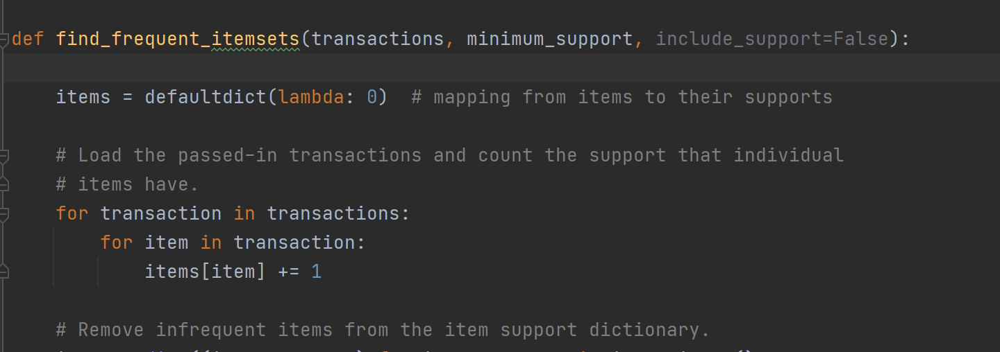 def find_frequent_itemsets(transactions, minimum_support, include_support=False):
items = defaultdict(lambda: 0)  # mapping from items to their supports
# Load the passed-in transactions and count the support that individual
# items have.
for transaction in transactions:
for item in transaction:
items[item] += 1
# Remove infrequent items from the item support dictionary.